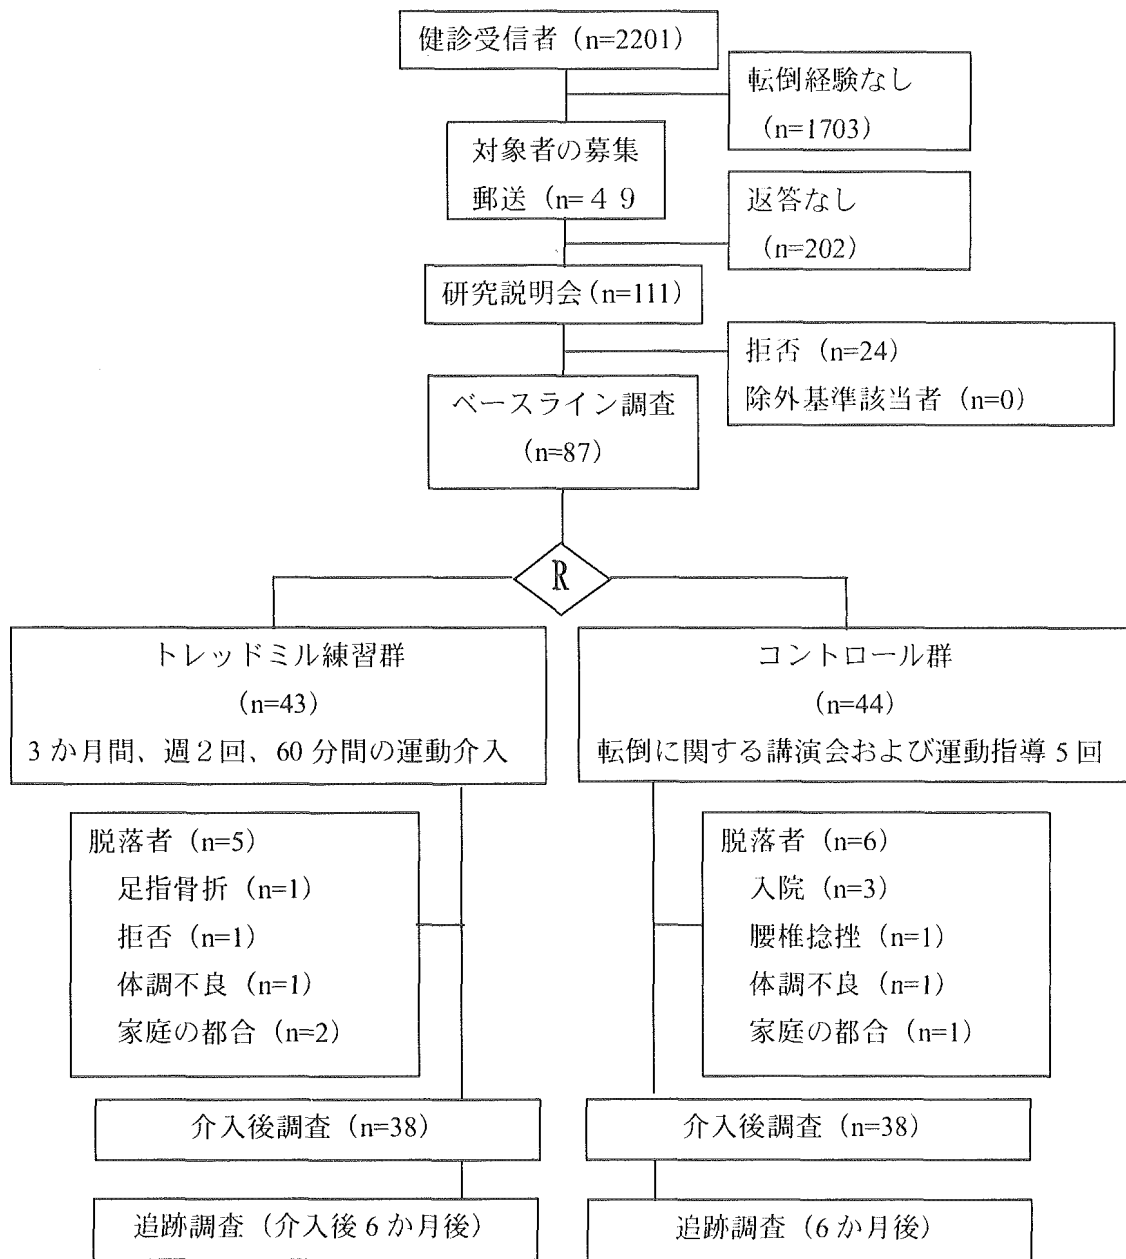 健診受信者（n=2201）
転倒経験なし
（n=1703）
対象者の募集
郵送（n=４９
返答なし
（n=202）
研究説明会（n=111）
拒否（n=24）
除外基準該当者（n=0）
ベースライン調査
（n=87）
R
トレッドミル練習群
（n=43）
3か月間、週２回、60分間の運動介入
コントロール群
（n=44）
転倒に関する講演会および運動指導5回
脱落者（n=5）
足指骨折（n=1）
拒否（n=1）
体調不良（n=1）
家庭の都合（n=2）
脱落者（n=6）
入院（n=3）
腰椎捻挫（n=1）
体調不良（n=1）
家庭の都合（n=1）
介入後調査（n=38）
介入後調査（n=38）
追跡調査（介入後6か月後）
追跡調査（6か月後）